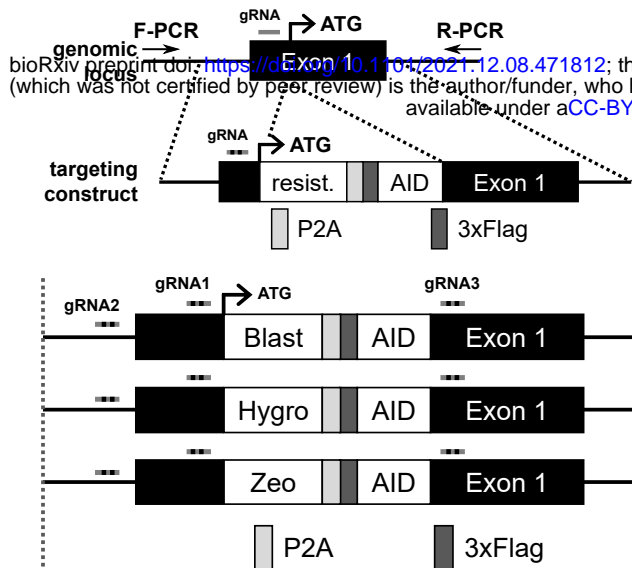 gRNA
F-PCR
ATG
R-PCR
genomic
locus
Exon 1
bioRxiv preprint doi: https://doi.org/10.1101/2021.12.08.471812; th
(which was not certified by peer review) is the author/funder, who h
available under aCC-BY
gRNA
ATG
targeting
construct
resist.
AID
Exon 1
P2A
3xFlag
gRNA2
gRNA1
ATG
gRNA3
Blast
AID
Exon 1
Hygro
AID
Exon 1
Zeo
AID
Exon 1
P2A
3xFlag